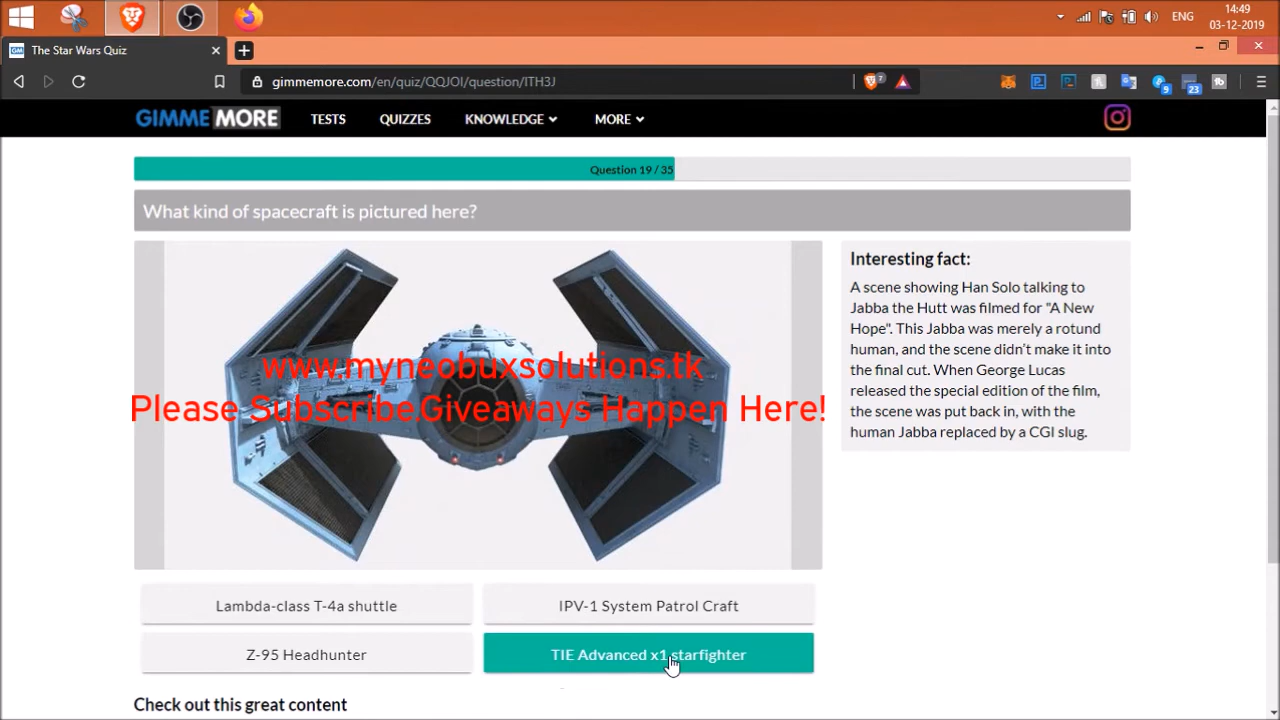 14:49
ENG
03-12-2019
GM The Star Wars Quiz
gimmemore.com/en/quiz/QQJOI/question/ITH3J
7
9
23
GIMME MORE TESTS QUIZZES KNOWLEDGE MORE
Question 19 / 35
What kind of spacecraft is pictured here?
www.myneobuxsolutions.tk
Please Subscribe.Giveaways Happen Here!
Interesting fact:
A scene showing Han Solo talking to
Jabba the Hutt was filmed for "A New
Hope". This Jabba was merely a rotund
human, and the scene didn't make it into
the final cut. When George Lucas
released the special edition of the film,
the scene was put back in, with the
human Jabba replaced by a CGI slug.
Lambda-class T-4a shuttle
IPV-1 System Patrol Craft
Z-95 Headhunter
TIE Advanced x1 starfighter
Check out this great content